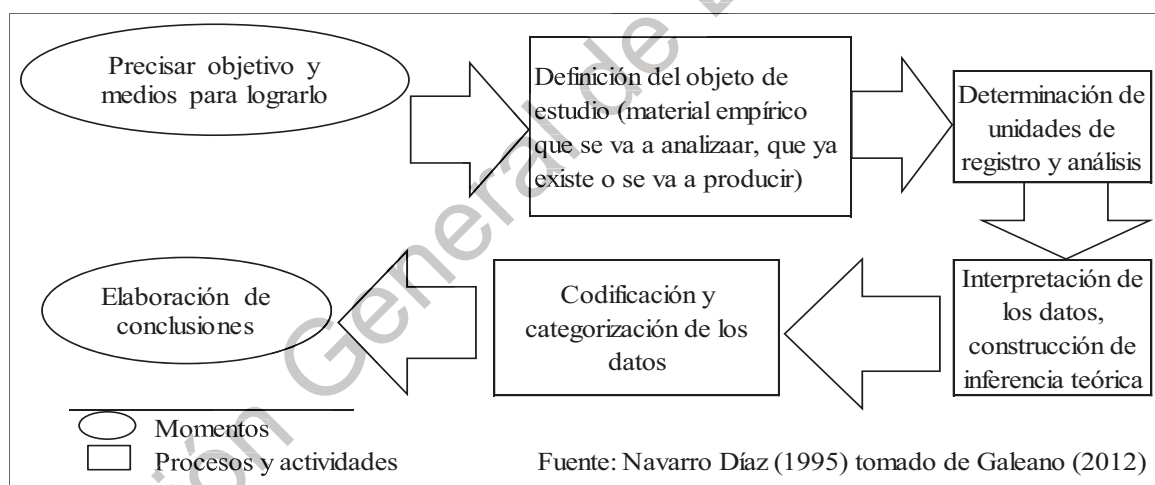 Precisar objetivo y
medios para lograrlo
Definición del objeto de
estudio (material empírico
que se va a analizaar, que ya
existe o se va a producir)
Determinación de
unidades de
registro y análisis
Interpretación de
los datos,
construcción de
inferencia teórica
Codificación y
categorización de los
datos
Elaboración de
conclusiones
Momentos
Procesos y actividades
Fuente: Navarro Díaz (1995) tomado de Galeano (2012)
General de